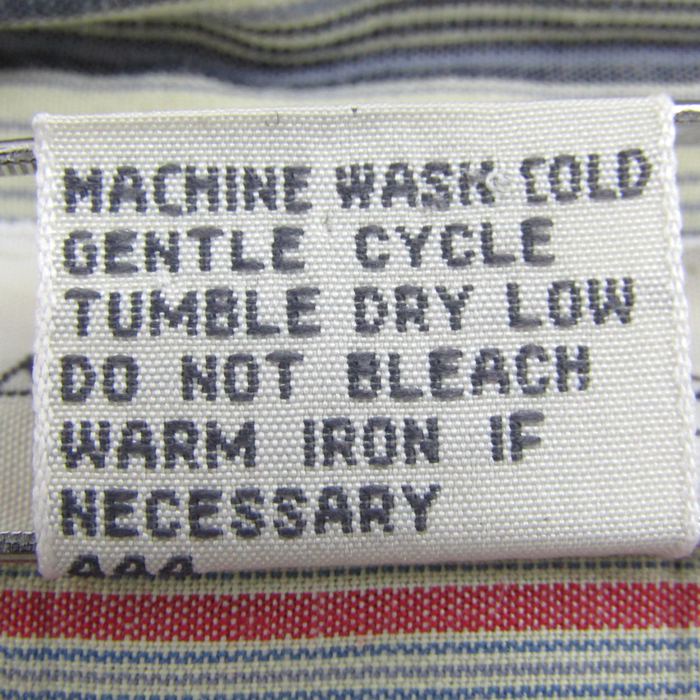 MACHINE WASH COLD
GENTLE CYCLE
TUMBLE DRY LOW
DO NOT BLEACH
WARM IRON IF
NECESSARY